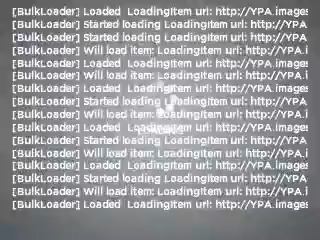 [BulkLoader] Loaded LoadingItem url: http://YPA.images
[BulkLoader] Started loading LoadingItem url: http://YPA
[BulkLoader] Will load item: LoadingItem url: http://YPA.i
[BulkLoader] Loaded LoadingItem url: http://YPA.images
[BulkLoader] Started loading LoadingItem url: http://YPA
[BulkLoader] Will load item: LoadingItem url: http://YPA.i
[BulkLoader] Loaded LoadingItem url: http://YPA.images
[BulkLoader] Started loading LoadingItem url: http://YPA
[BulkLoader] Will load item: LoadingItem url: http://YPA.i
[BulkLoader] Loaded LoadingItem url: http://YPA.images
[BulkLoader] Started loading LoadingItem url: http://YPA
[BulkLoader] Will load item: LoadingItem url: http://YPA.i
[BulkLoader] Loaded LoadingItem url: http://YPA.images
[BulkLoader] Started loading LoadingItem url: http://YPA
[BulkLoader] Will load item: LoadingItem url: http://YPA.i
[BulkLoader] Loaded LoadingItem url: http://YPA.images